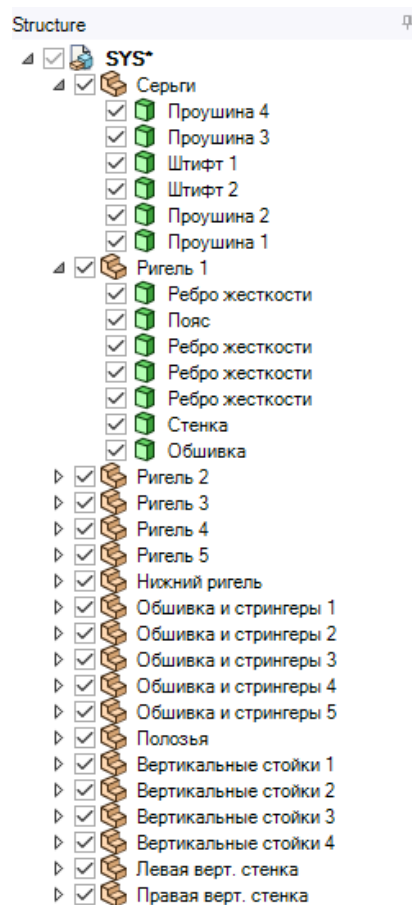 Structure
SYS*
Серьги
Проушина 4
Проушина 3
Штифт 1
Штифт 2
Проушина 2
Проушина 1
Ригель 1
Ребро жесткости
Пояс
Ребро жесткости
Ребро жесткости
Ребро жесткости
Стенка
Обшивка
Ригель 2
Ригель 3
Ригель 4
Ригель 5
Нижний ригель
Обшивка и стрингеры 1
Обшивка и стрингеры 2
Обшивка и стрингеры 3
Обшивка и стрингеры 4
Обшивка и стрингеры 5
Полозья
Вертикальные стойки 1
Вертикальные стойки 2
Вертикальные стойки 3
Вертикальные стойки 4
Левая верт. стенка
Правая верт. стенка